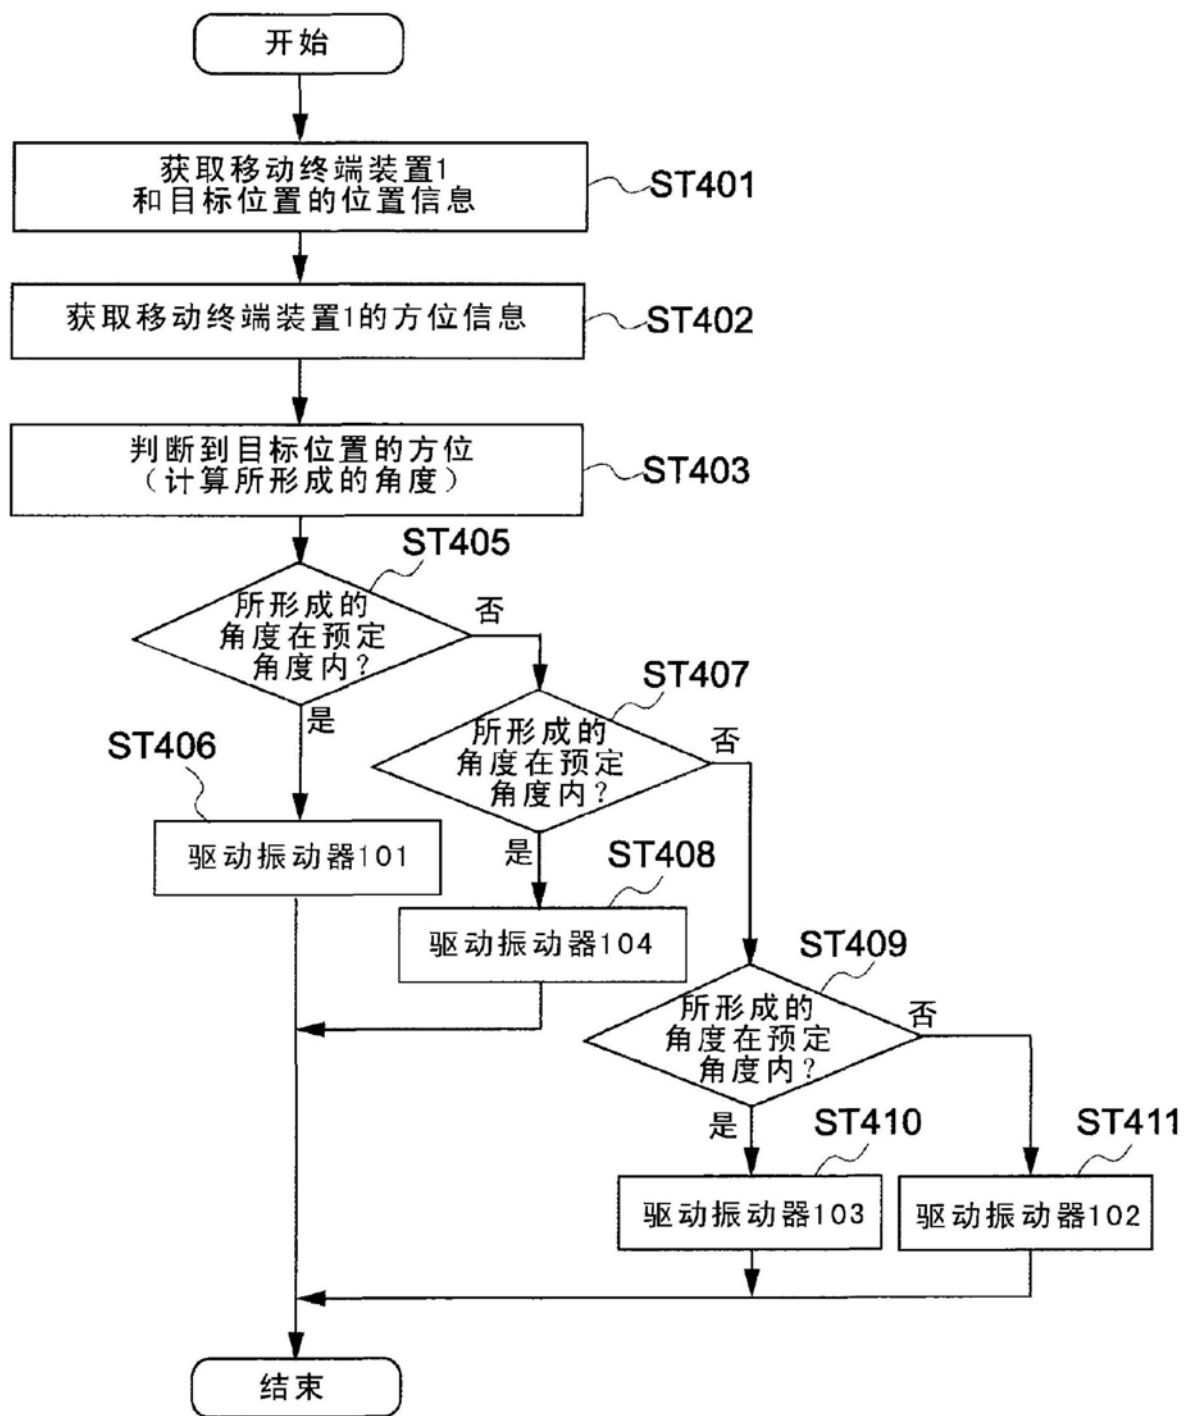 开始
获取移动终端装置1
和目标位置的位置信息
ST401
获取移动终端装置1的方位信息
ST402
判断到目标位置的方位
（计算所形成的角度）
ST403
ST405
所形成的
角度在预定
角度内？
否
是
ST407
所形成的
角度在预定
角度内？
否
是
ST406
驱动振动器101
ST408
驱动振动器104
ST409
所形成的
角度在预定
角度内？
否
是
ST410
驱动振动器103
ST411
驱动振动器102
结束